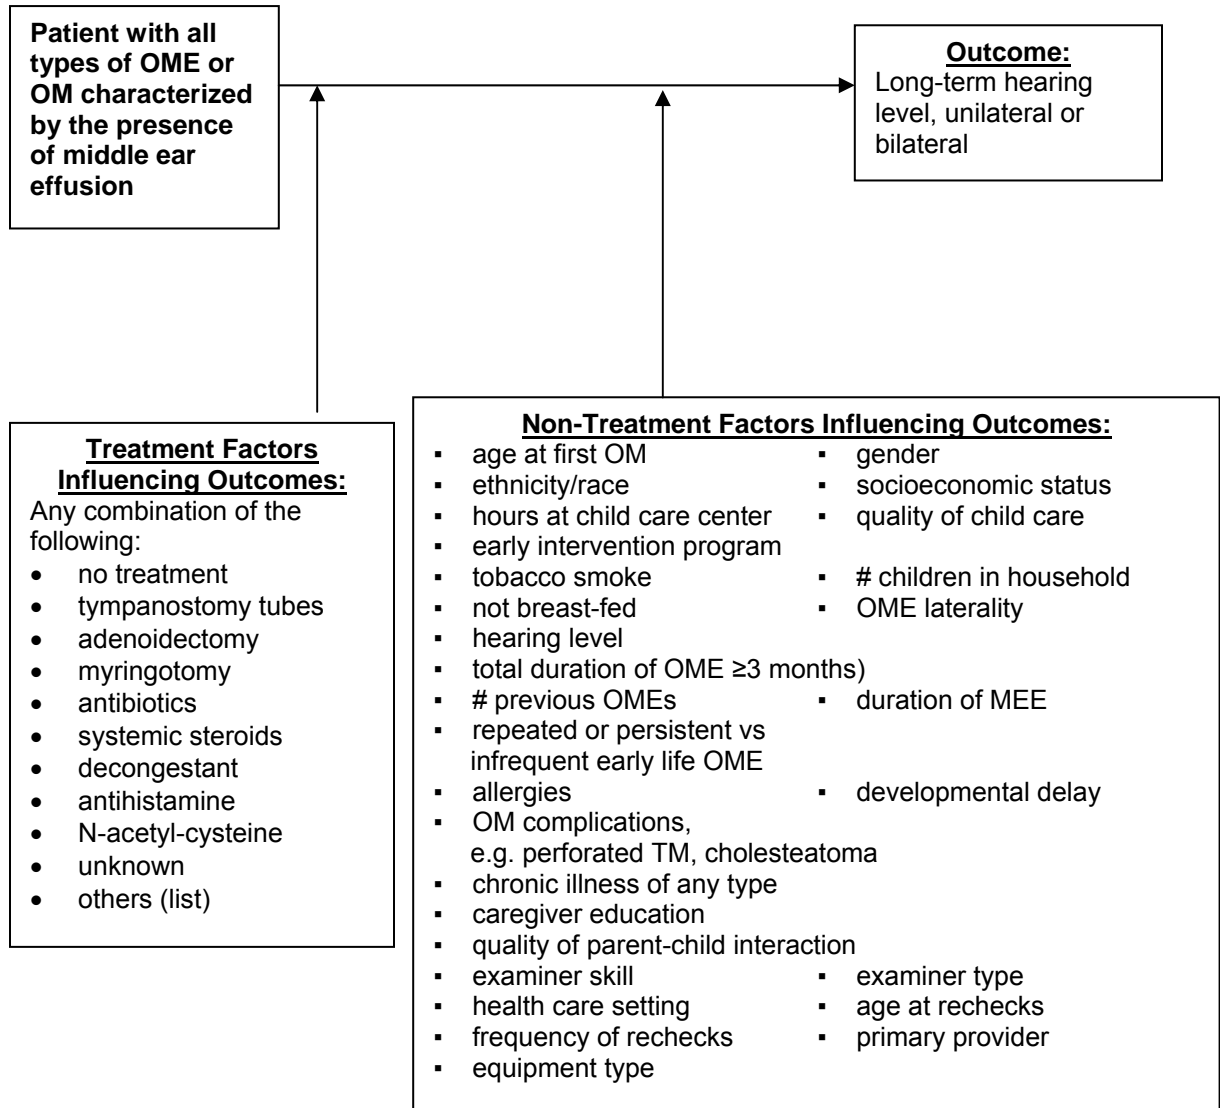 Patient with all
types of OME or
OM characterized
by the presence
of middle ear
effusion
Outcome:
Long-term hearing
level, unilateral or
bilateral
Treatment Factors
Influencing Outcomes:
Any combination of the
following:
• no treatment
• tympanostomy tubes
• adenoidectomy
• myringotomy
• antibiotics
• systemic steroids
• decongestant
• antihistamine
• N-acetyl-cysteine
• unknown
• others (list)
Non-Treatment Factors Influencing Outcomes:
▪ age at first OM ▪ gender
▪ ethnicity/race ▪ socioeconomic status
▪ hours at child care center ▪ quality of child care
▪ early intervention program
▪ tobacco smoke ▪ # children in household
▪ not breast-fed ▪ OME laterality
▪ hearing level
▪ total duration of OME ≥3 months)
▪ # previous OMEs ▪ duration of MEE
▪ repeated or persistent vs
infrequent early life OME
▪ allergies ▪ developmental delay
▪ OM complications,
e.g. perforated TM, cholesteatoma
▪ chronic illness of any type
▪ caregiver education
▪ quality of parent-child interaction
▪ examiner skill ▪ examiner type
▪ health care setting ▪ age at rechecks
▪ frequency of rechecks ▪ primary provider
▪ equipment type